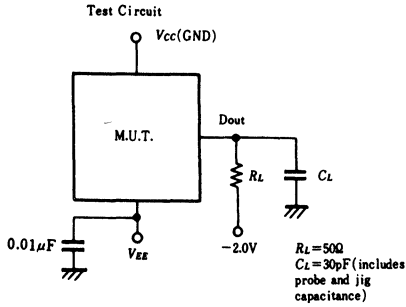 Test Circuit
Vcc(GND)
Dout
M.U.T.
RL
CL
0.01μF
VEE
−2.0V
RL=50Ω
CL=30pF(includes
probe and jig
capacitance)